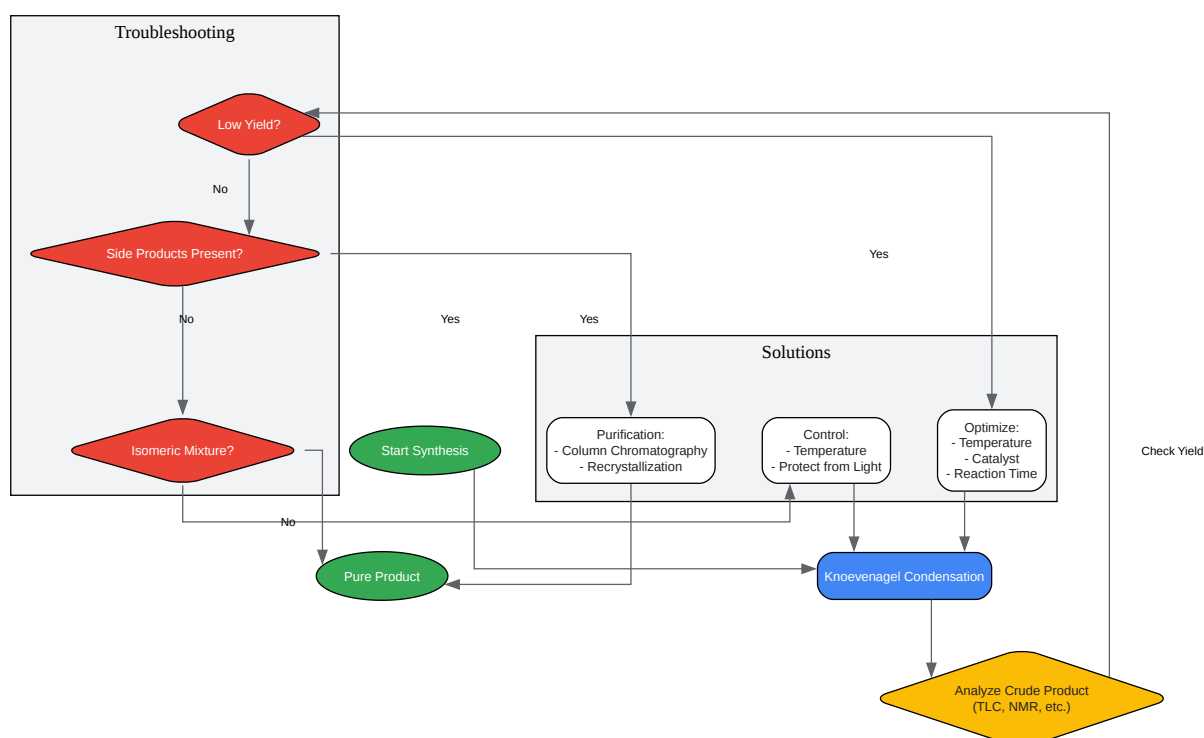 Troubleshooting
Low Yield?
No
Side Products Present?
Yes
No
Yes
Yes
Solutions
Isomeric Mixture?
Start Synthesis
Purification:
- Column Chromatography
- Recrystallization
Control:
- Temperature
- Protect from Light
Optimize:
- Temperature
- Catalyst
- Reaction Time
Check Yield
No
Pure Product
Knoevenagel Condensation
Analyze Crude Product
(TLC, NMR, etc.)